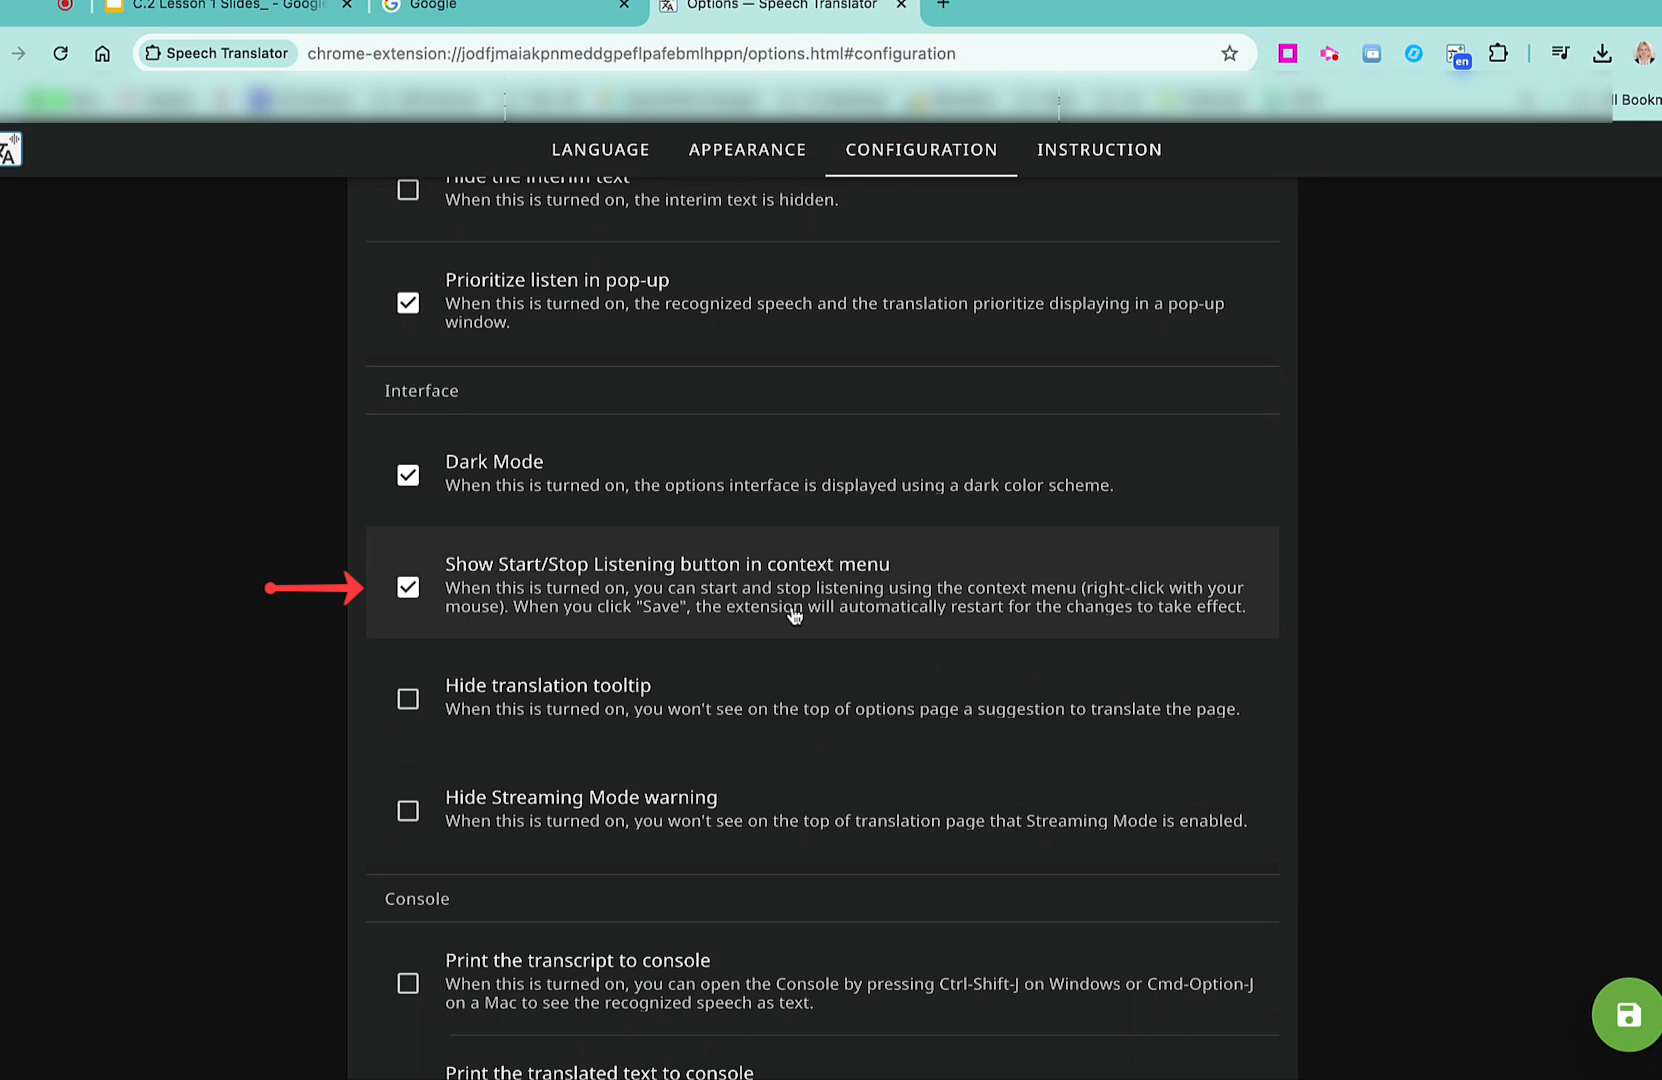 C.2 Lesson 1 Slides_ - Google
Google
Options — Speech Translator
Speech Translator
chrome-extension://jodfjmaiakpnmeddgpeflpafebmlhppn/options.html#configuration
en
ll Bookm
LANGUAGE
APPEARANCE
CONFIGURATION
INSTRUCTION
Hide the interim text
When this is turned on, the interim text is hidden.
Prioritize listen in pop-up
When this is turned on, the recognized speech and the translation prioritize displaying in a pop-up
window.
Interface
Dark Mode
When this is turned on, the options interface is displayed using a dark color scheme.
Show Start/Stop Listening button in context menu
When this is turned on, you can start and stop listening using the context menu (right-click with your
mouse). When you click "Save", the extension will automatically restart for the changes to take effect.
Hide translation tooltip
When this is turned on, you won't see on the top of options page a suggestion to translate the page.
Hide Streaming Mode warning
When this is turned on, you won't see on the top of translation page that Streaming Mode is enabled.
Console
Print the transcript to console
When this is turned on, you can open the Console by pressing Ctrl-Shift-J on Windows or Cmd-Option-J
on a Mac to see the recognized speech as text.
Print the translated text to console